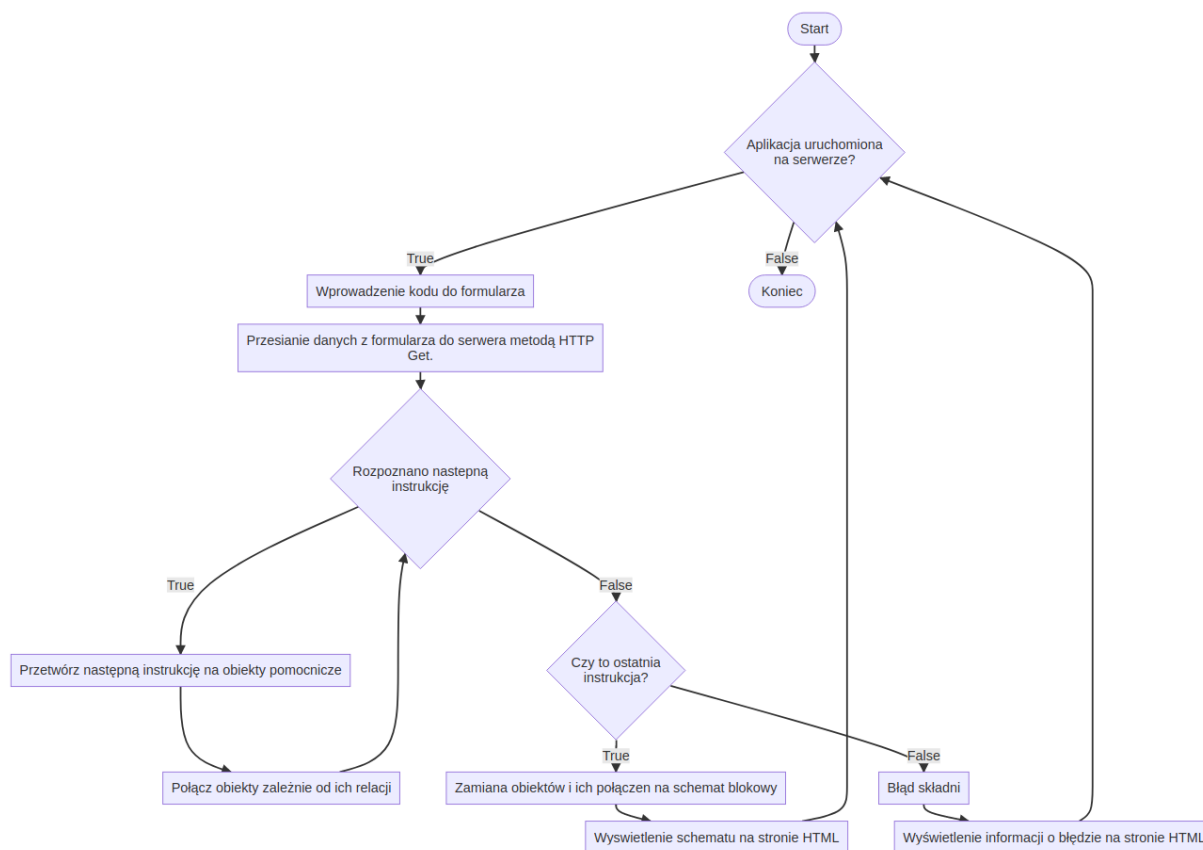 Start
Aplikacja uruchomiona
na serwerze?
True
False
Wprowadzenie kodu do formularza
Koniec
Przesianie danych z formularza do serwera metodą HTTP
Get.
Rozpoznano nastepną
instrukcję
True
False
Przetwórz następną instrukcję na obiekty pomocnicze
Czy to ostatnia
instrukcja?
True
False
Połącz obiekty zależnie od ich relacji
Zamiana obiektów i ich połączen na schemat blokowy
Błąd składni
Wyswietlenie schematu na stronie HTML
Wyświetlenie informacji o błędzie na stronie HTML